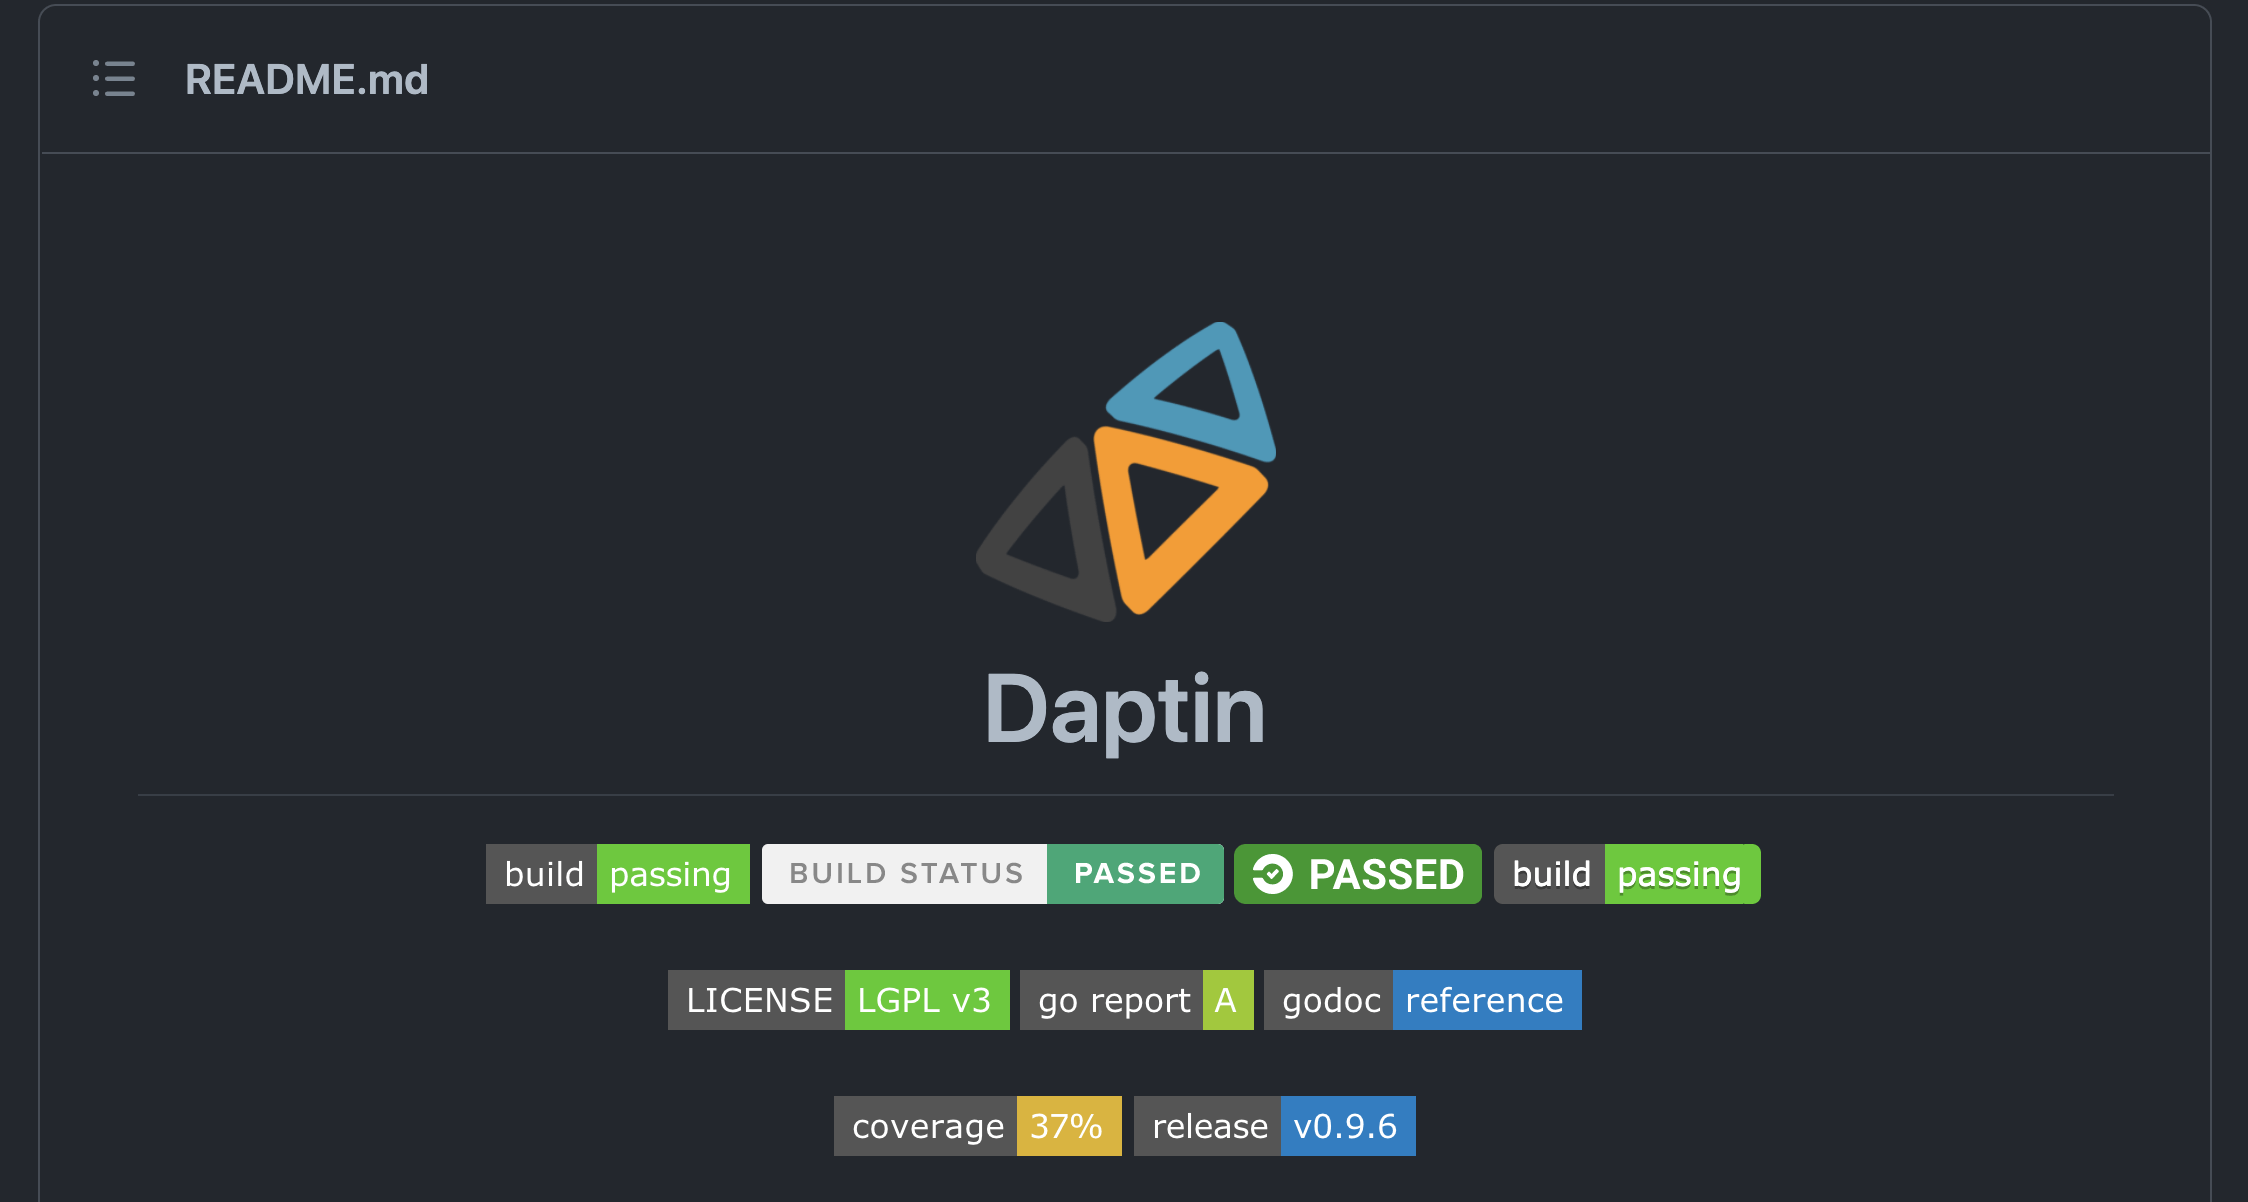 README.md
Daptin
build passing BUILD STATUS PASSED PASSED build passing
LICENSE LGPL v3 go report A godoc reference
coverage 37% release v0.9.6